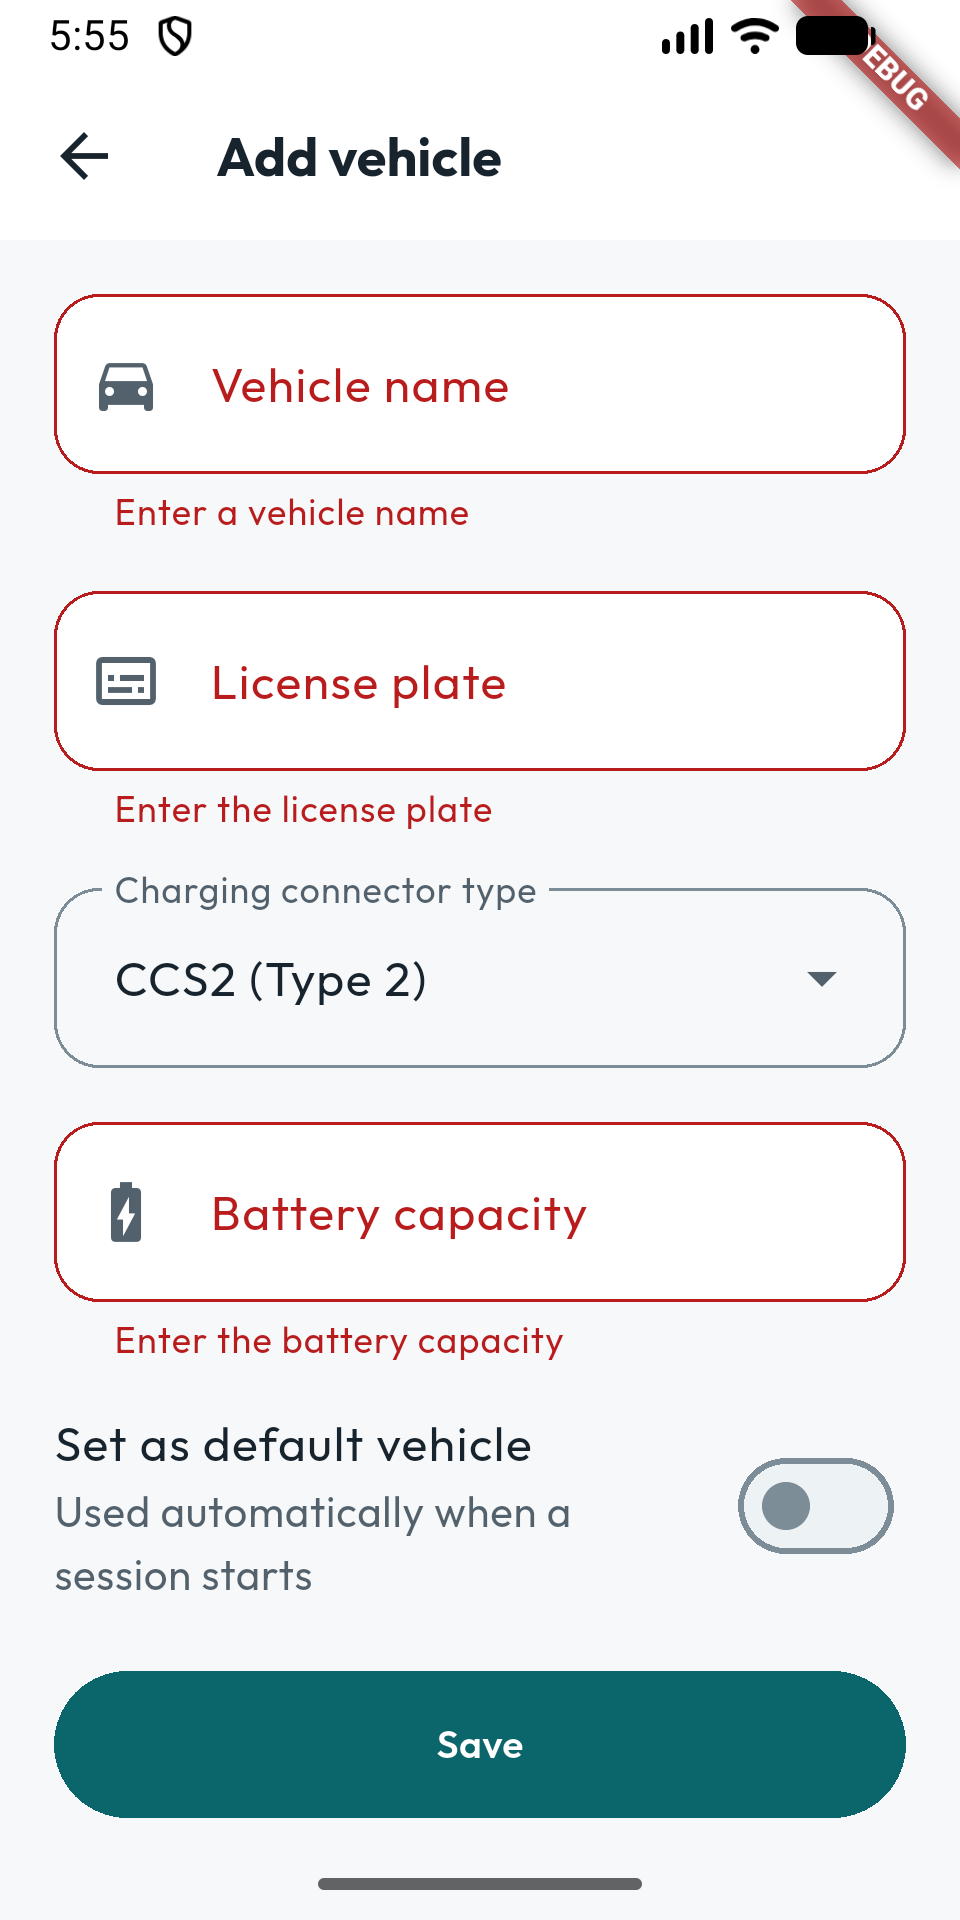 5:55
EBUG
Add vehicle
Vehicle name
Enter a vehicle name
License plate
Enter the license plate
Charging connector type
CCS2 (Type 2)
Battery capacity
Enter the battery capacity
Set as default vehicle
Used automatically when a
session starts
Save